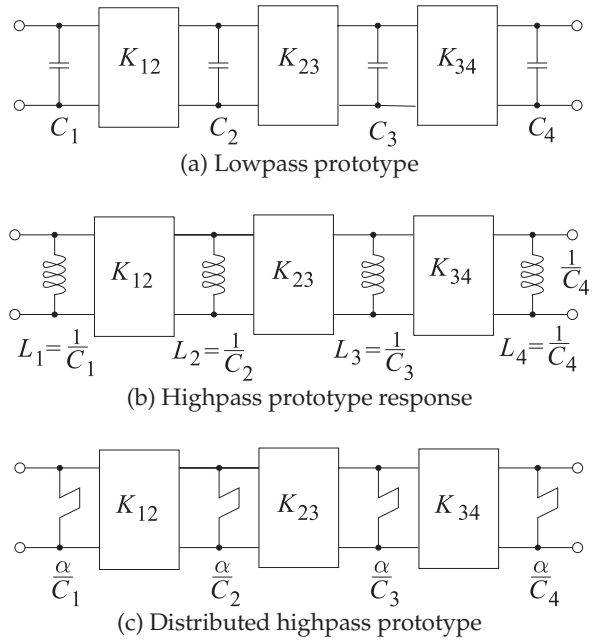 K12 K23 K34
C1 C2 C3 C4
(a) Lowpass prototype
K12 K23 K34 1/C4
L1=1/C1 L2=1/C2 L3=1/C3 L4=1/C4
(b) Highpass prototype response
K12 K23 K34
α/C1 α/C2 α/C3 α/C4
(c) Distributed highpass prototype